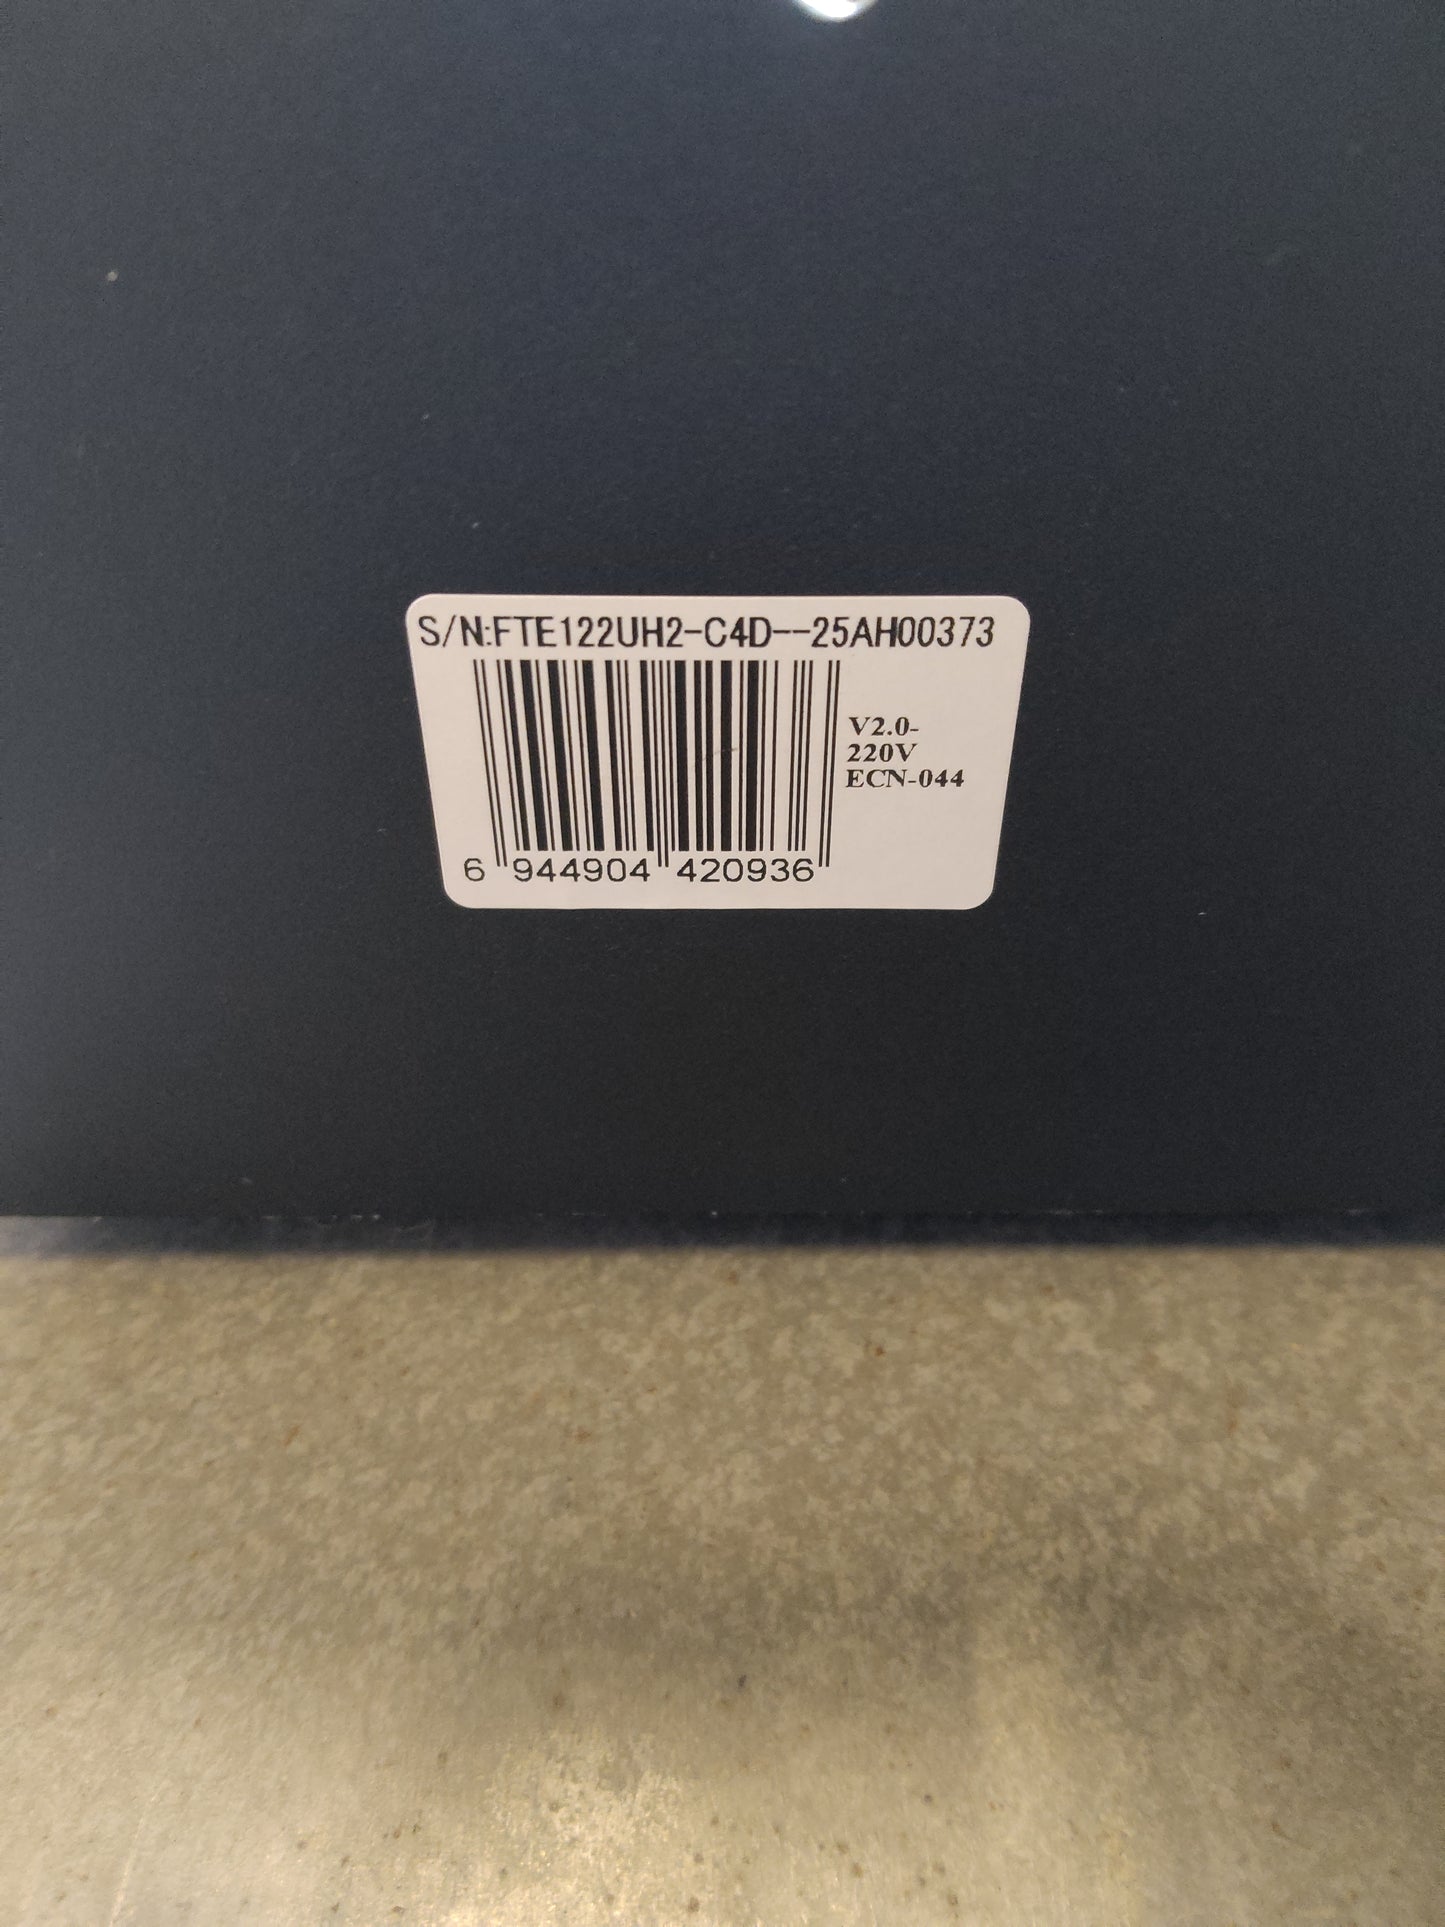 S/N:FTE122UH2-C4D--25AH00373
V2.0-
220V
ECN-044
6 944904 420936